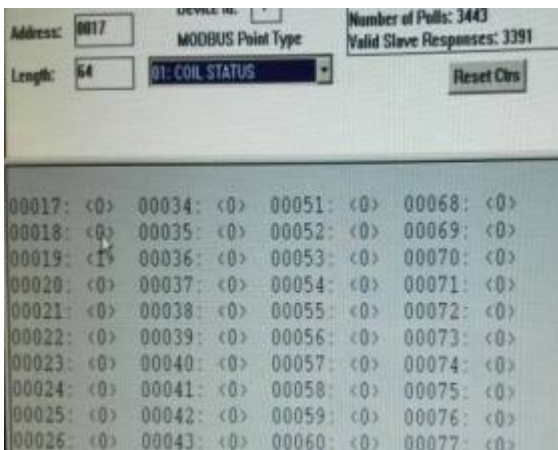 Device Id:
Number of Polls: 3443
Address: 0017
MODBUS Point Type
Valid Slave Responses: 3391
Length: 64
01: COIL STATUS
Reset Ctrs
00017: <0> 00034: <0> 00051: <0> 00068: <0>
00018: <0> 00035: <0> 00052: <0> 00069: <0>
00019: <1> 00036: <0> 00053: <0> 00070: <0>
00020: <0> 00037: <0> 00054: <0> 00071: <0>
00021: <0> 00038: <0> 00055: <0> 00072: <0>
00022: <0> 00039: <0> 00056: <0> 00073: <0>
00023: <0> 00040: <0> 00057: <0> 00074: <0>
00024: <0> 00041: <0> 00058: <0> 00075: <0>
00025: <0> 00042: <0> 00059: <0> 00076: <0>
00026: <0> 00043: <0> 00060: <0> 00077: <0>